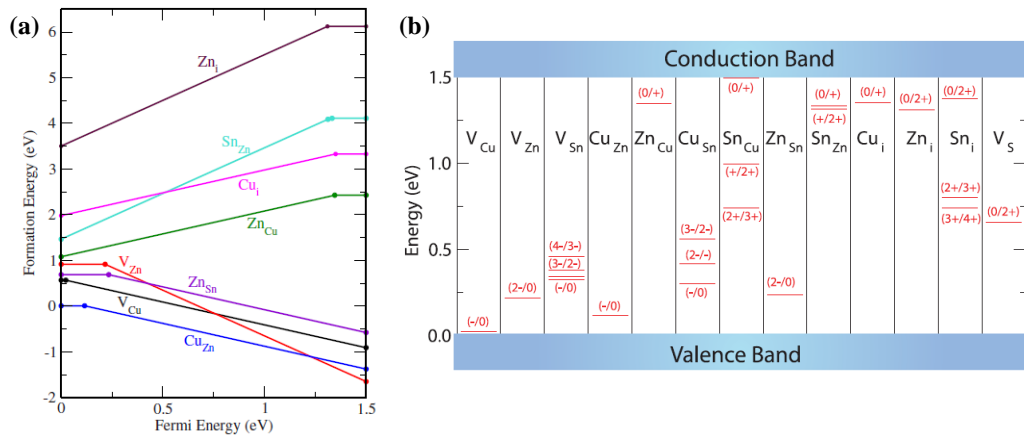 (a)
Formation Energy (eV)
6
5
4
3
2
1
0
-1
-2
Zn_i
Sn_Zn
Cu_i
Zn_Cu
V_Zn
Zn_Sn
V_Cu
Cu_Zn
0 0.5 1 1.5
Fermi Energy (eV)
(b)
Conduction Band
Energy (eV)
1.5
1.0
0.5
0.0
V_Cu V_Zn V_Sn Cu_Zn Zn_Cu Cu_Sn Sn_Cu Zn_Sn Sn_Zn Cu_i Zn_i Sn_i V_S
(-/0)
(2-/0)
(4-/3-)
(3-/2-)
(-/0)
(-/0)
(0/+)
(3-/2-)
(2-/-)
(-/0)
(0/+)
(+/2+)
(2+/3+)
(2-/0)
(0/+)
(+/2+)
(0/+)
(0/2+)
(0/2+)
(2+/3+)
(3+/4+)
(0/2+)
Valence Band